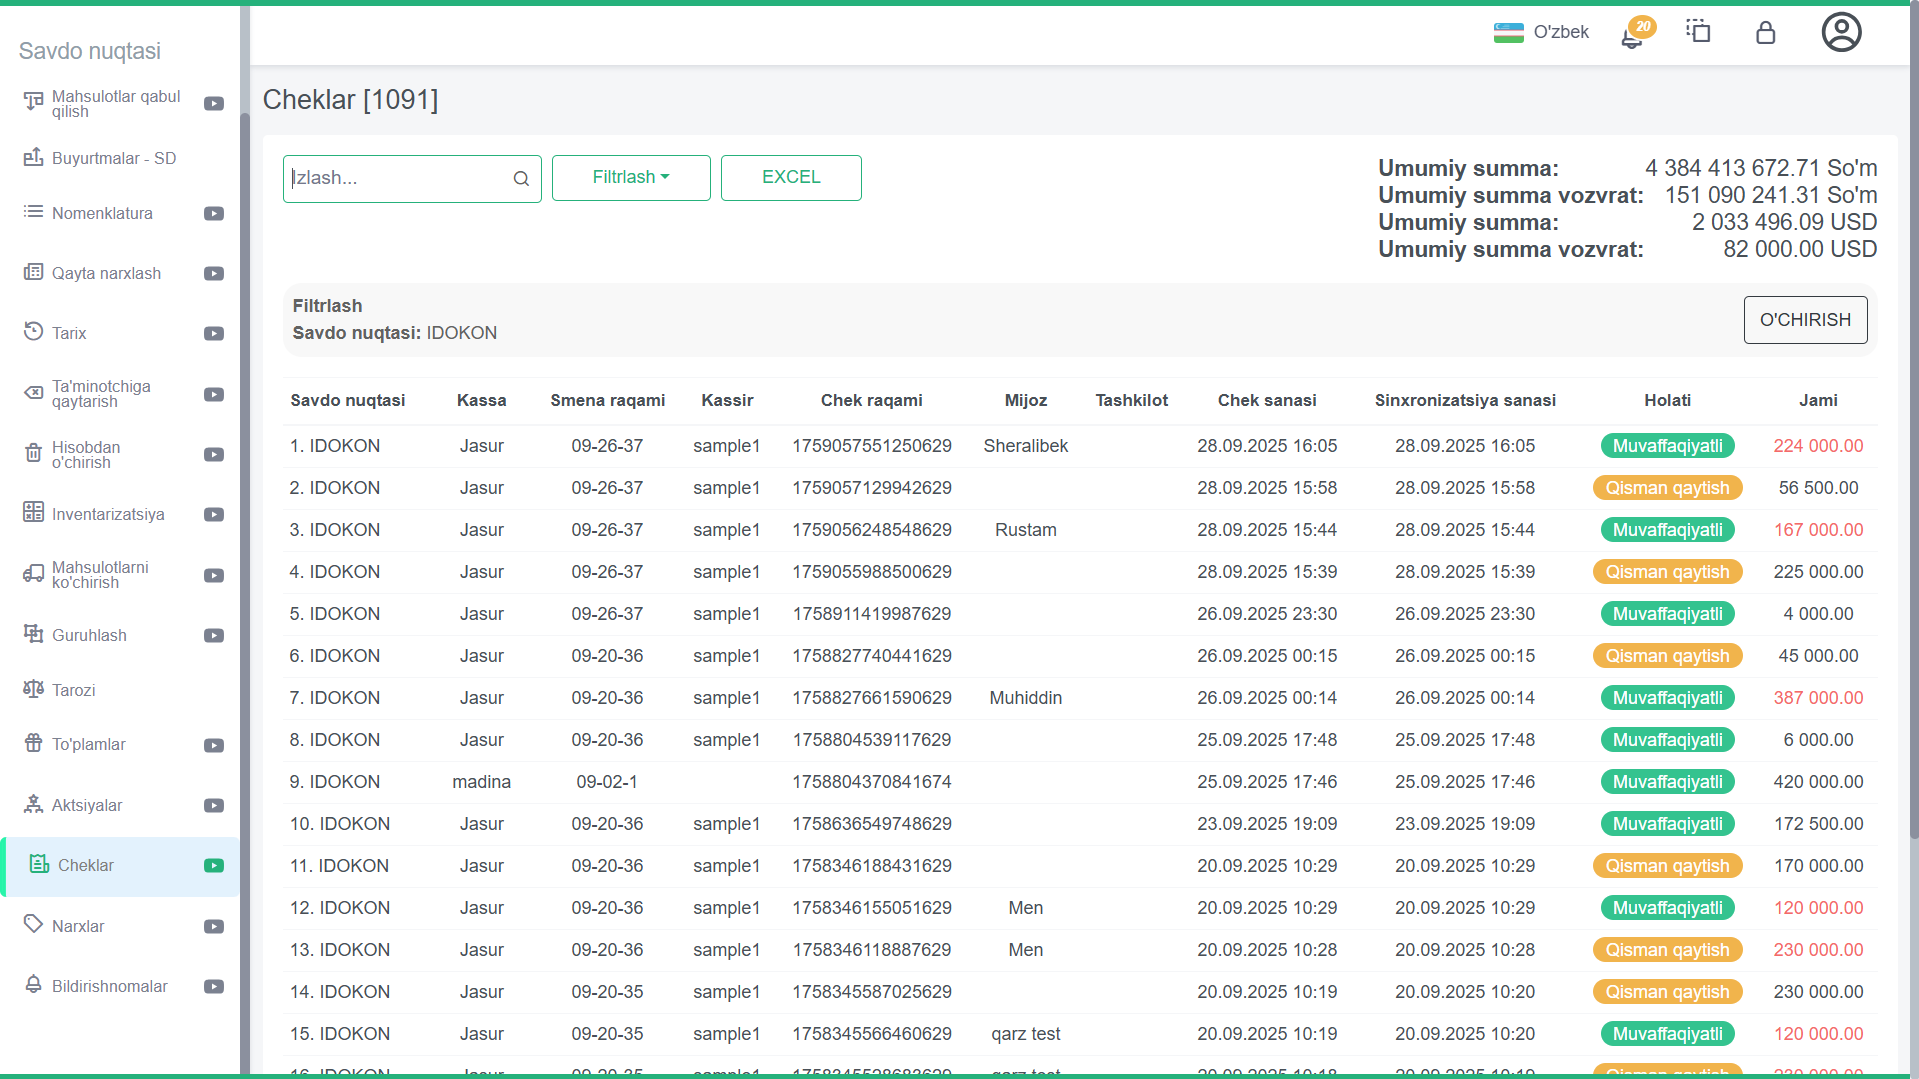 Savdo nuqtasi
Mahsulotlar qabul
qilish
Buyurtmalar - SD
Nomenklatura
Qayta narxlash
Tarix
Ta'minotchiga
qaytarish
Hisobdan
o'chirish
Inventarizatsiya
Mahsulotlarni
ko'chirish
Guruhlash
Tarozi
To'plamlar
Aktsiyalar
Cheklar
Narxlar
Bildirishnomalar
O'zbek
20
Cheklar [1091]
Izlash...
Filtrlash
EXCEL
Umumiy summa: 4 384 413 672.71 So'm
Umumiy summa vozvrat: 151 090 241.31 So'm
Umumiy summa: 2 033 496.09 USD
Umumiy summa vozvrat: 82 000.00 USD
Filtrlash
Savdo nuqtasi: IDOKON
O'CHIRISH
Savdo nuqtasi Kassa Smena raqami Kassir Chek raqami Mijoz Tashkilot Chek sanasi Sinxronizatsiya sanasi Holati Jami
1. IDOKON Jasur 09-26-37 sample1 1759057551250629 Sheralibek 28.09.2025 16:05 28.09.2025 16:05 Muvaffaqiyatli 224 000.00
2. IDOKON Jasur 09-26-37 sample1 1759057129942629 28.09.2025 15:58 28.09.2025 15:58 Qisman qaytish 56 500.00
3. IDOKON Jasur 09-26-37 sample1 1759056248548629 Rustam 28.09.2025 15:44 28.09.2025 15:44 Muvaffaqiyatli 167 000.00
4. IDOKON Jasur 09-26-37 sample1 1759055988500629 28.09.2025 15:39 28.09.2025 15:39 Qisman qaytish 225 000.00
5. IDOKON Jasur 09-26-37 sample1 1758911419987629 26.09.2025 23:30 26.09.2025 23:30 Muvaffaqiyatli 4 000.00
6. IDOKON Jasur 09-20-36 sample1 1758827740441629 26.09.2025 00:15 26.09.2025 00:15 Qisman qaytish 45 000.00
7. IDOKON Jasur 09-20-36 sample1 1758827661590629 Muhiddin 26.09.2025 00:14 26.09.2025 00:14 Muvaffaqiyatli 387 000.00
8. IDOKON Jasur 09-20-36 sample1 1758804539117629 25.09.2025 17:48 25.09.2025 17:48 Muvaffaqiyatli 6 000.00
9. IDOKON madina 09-02-1 1758804370841674 25.09.2025 17:46 25.09.2025 17:46 Muvaffaqiyatli 420 000.00
10. IDOKON Jasur 09-20-36 sample1 1758636549748629 23.09.2025 19:09 23.09.2025 19:09 Muvaffaqiyatli 172 500.00
11. IDOKON Jasur 09-20-36 sample1 1758346188431629 20.09.2025 10:29 20.09.2025 10:29 Qisman qaytish 170 000.00
12. IDOKON Jasur 09-20-36 sample1 1758346155051629 Men 20.09.2025 10:29 20.09.2025 10:29 Muvaffaqiyatli 120 000.00
13. IDOKON Jasur 09-20-36 sample1 1758346118887629 Men 20.09.2025 10:28 20.09.2025 10:28 Qisman qaytish 230 000.00
14. IDOKON Jasur 09-20-35 sample1 1758345587025629 20.09.2025 10:19 20.09.2025 10:20 Qisman qaytish 230 000.00
15. IDOKON Jasur 09-20-35 sample1 1758345566460629 qarz test 20.09.2025 10:19 20.09.2025 10:20 Muvaffaqiyatli 120 000.00